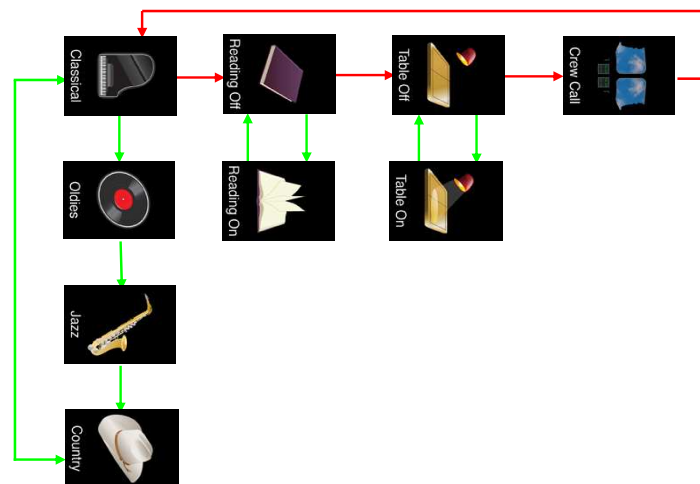 Classical
Reading Off
Table Off
Crew Call
Oldies
Reading On
Table On
Jazz
Country